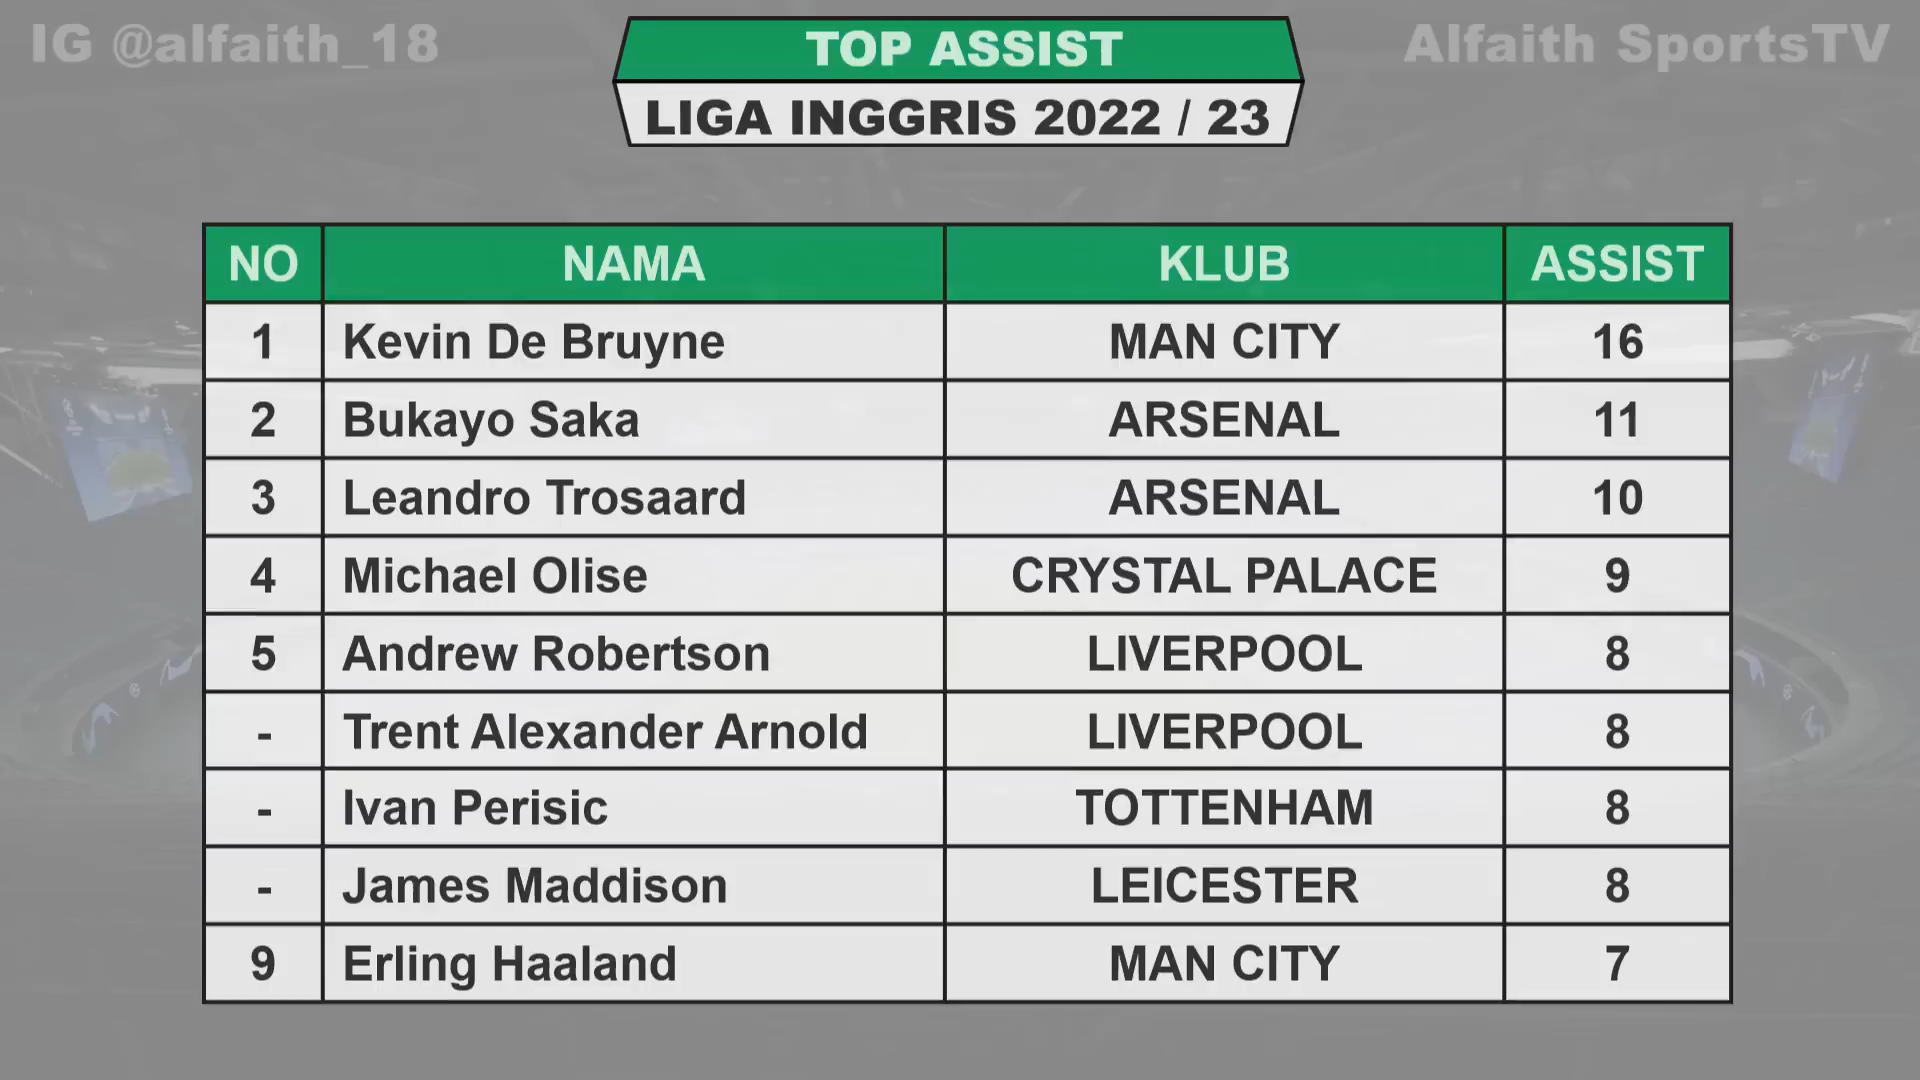 IG @alfaith_18
TOP ASSIST
Alfaith SportsTV
LIGA INGGRIS 2022 / 23
NO NAMA KLUB ASSIST
1 Kevin De Bruyne MAN CITY 16
2 Bukayo Saka ARSENAL 11
3 Leandro Trosaard ARSENAL 10
4 Michael Olise CRYSTAL PALACE 9
5 Andrew Robertson LIVERPOOL 8
- Trent Alexander Arnold LIVERPOOL 8
- Ivan Perisic TOTTENHAM 8
- James Maddison LEICESTER 8
9 Erling Haaland MAN CITY 7